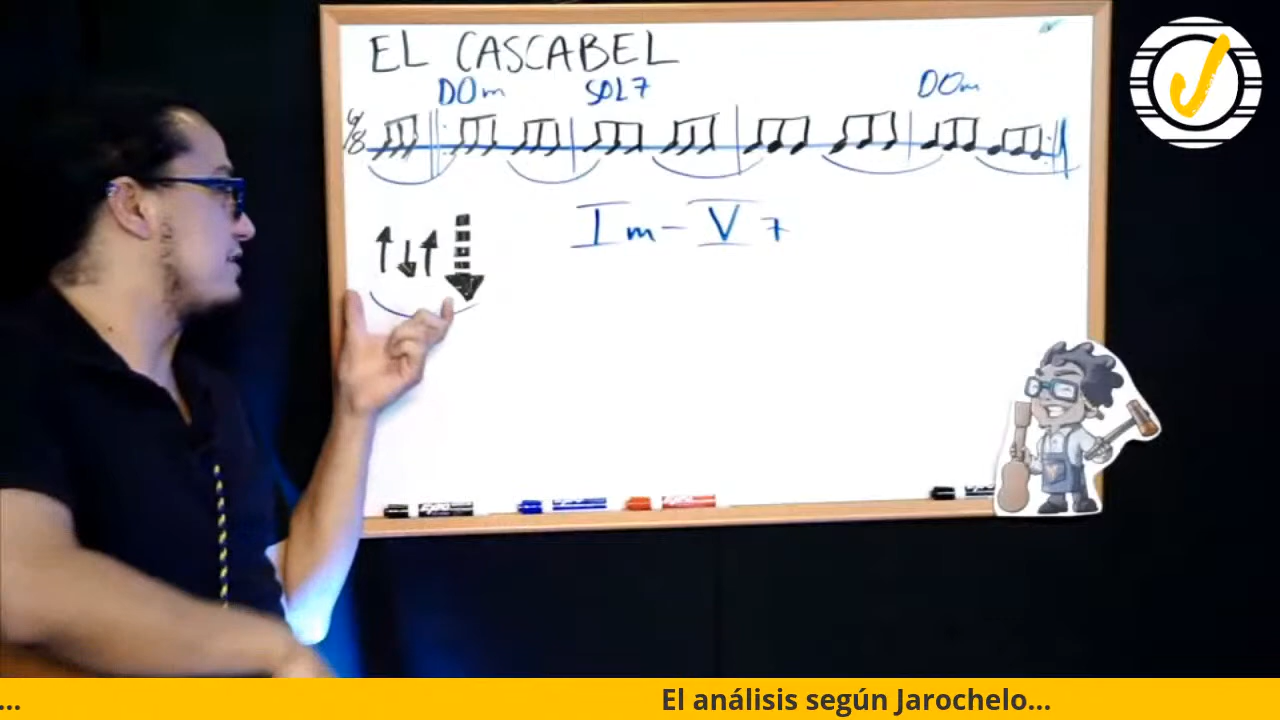 EL CASCABEL
DOm SOL7 DOm
6/8
Im-V7
... El análisis según Jarochelo...